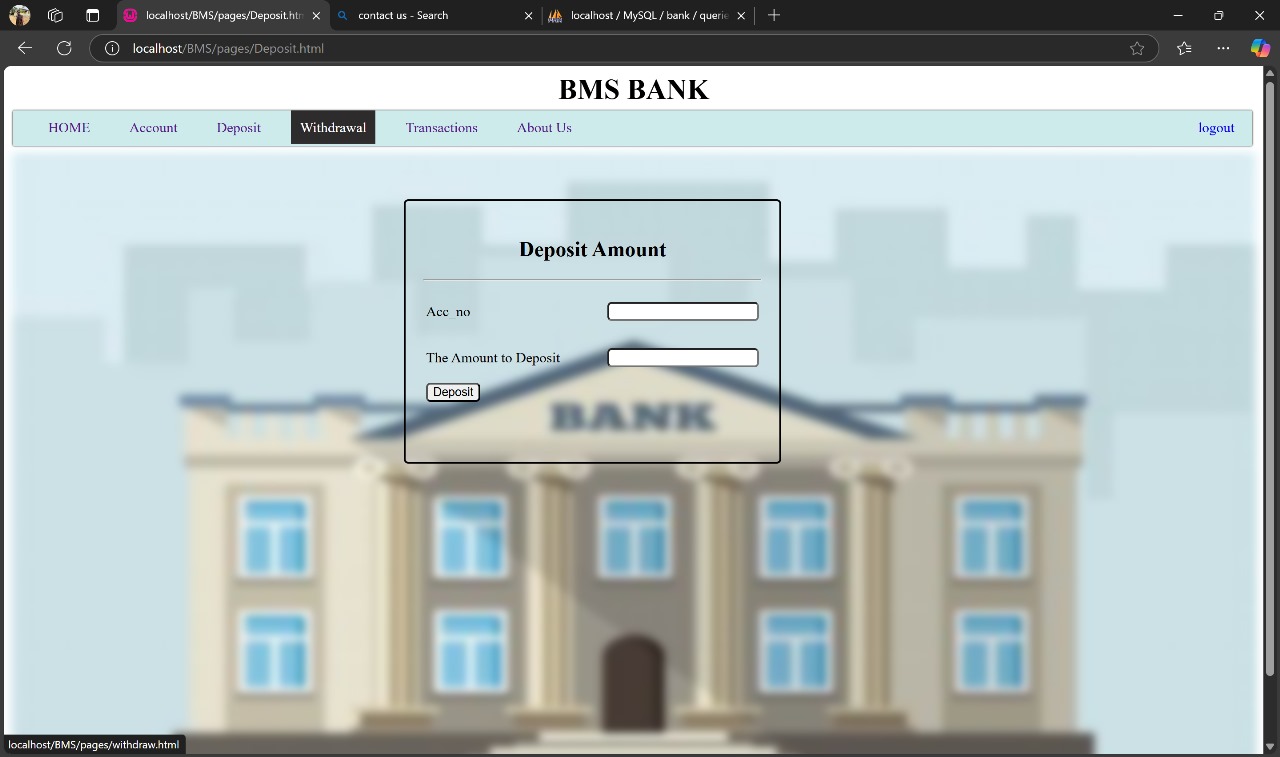 localhost/BMS/pages/Deposit.htm
contact us - Search
localhost / MySQL / bank / querie
localhost/BMS/pages/Deposit.html
BMS BANK
HOME Account Deposit Withdrawal Transactions About Us logout
Deposit Amount
Acc_no
The Amount to Deposit
Deposit
BANK
localhost/BMS/pages/withdraw.html